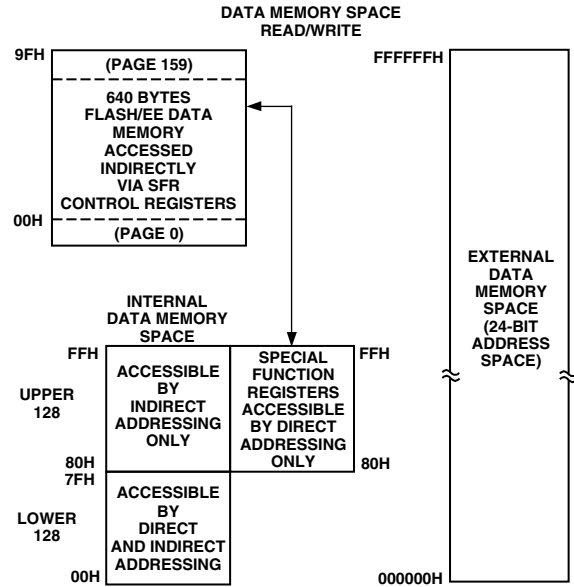 DATA MEMORY SPACE
READ/WRITE
9FH
(PAGE 159)
640 BYTES
FLASH/EE DATA
MEMORY
ACCESSED
INDIRECTLY
VIA SFR
CONTROL REGISTERS
00H
(PAGE 0)
FFFFFFH
EXTERNAL
DATA
MEMORY
SPACE
(24-BIT
ADDRESS
SPACE)
000000H
INTERNAL
DATA MEMORY
SPACE
FFH
UPPER
128
80H
ACCESSIBLE
BY
INDIRECT
ADDRESSING
ONLY
SPECIAL
FUNCTION
REGISTERS
ACCESSIBLE
BY DIRECT
ADDRESSING
ONLY
FFH
80H
7FH
LOWER
128
00H
ACCESSIBLE
BY
DIRECT
AND INDIRECT
ADDRESSING